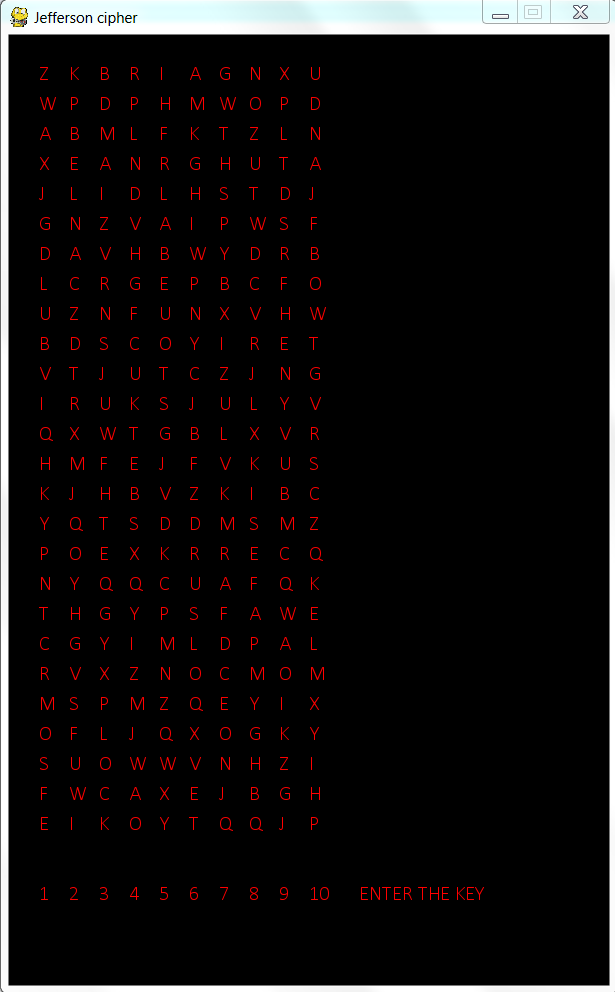 Jefferson cipher
Z K B R I A G N X U
W P D P H M W O P D
A B M L F K T Z L N
X E A N R G H U T A
J L I D L H S T D J
G N Z V A I P W S F
D A V H B W Y D R B
L C R G E P B C F O
U Z N F U N X V H W
B D S C O Y I R E T
V T J U T C Z J N G
I R U K S J U L Y V
Q X W T G B L X V R
H M F E J F V K U S
K J H B V Z K I B C
Y Q T S D D M S M Z
P O E X K R R E C Q
N Y Q Q C U A F Q K
T H G Y P S F A W E
C G Y I M L D P A L
R V X Z N O C M O M
M S P M Z Q E Y I X
O F L J Q X O G K Y
S U O W W V N H Z I
F W C A X E J B G H
E I K O Y T Q Q J P
1 2 3 4 5 6 7 8 9 10 ENTER THE KEY